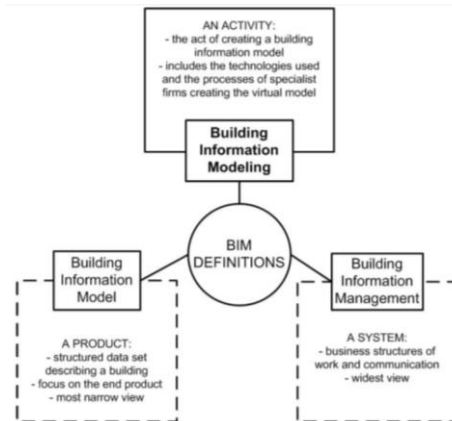 AN ACTIVITY:
- the act of creating a building
information model
- includes the technologies used
and the processes of specialist
firms creating the virtual model
Building
Information
Modeling
BIM
DEFINITIONS
Building
Information
Model
A PRODUCT:
- structured data set
describing a building
- focus on the end product
- most narrow view
Building
Information
Management
A SYSTEM:
- business structures of
work and communication
- widest view